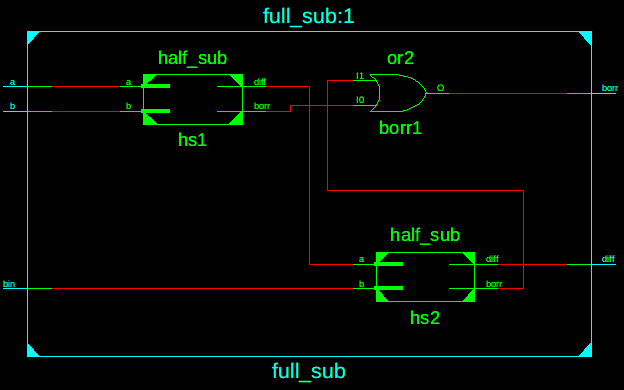 full_sub:1
half_sub
or2
a
a
diff
I1
O
borr
b
b
borr
I0
hs1
borr1
half_sub
a
diff
diff
bin
b
borr
hs2
full_sub